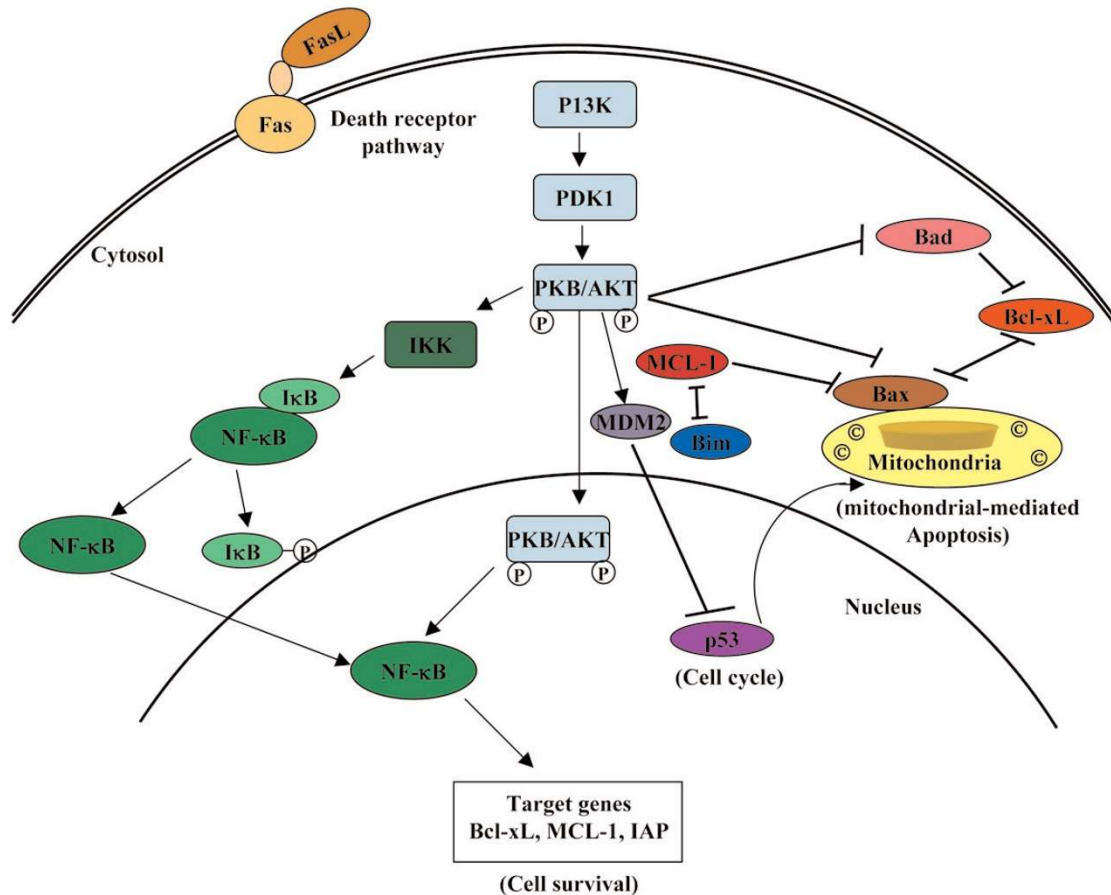 FasL
Fas
Death receptor
pathway
P13K
PDK1
Cytosol
PKB/AKT
P
P
Bad
Bcl-xL
IKK
MCL-1
Bax
IκB
NF-κB
MDM2
Bim
©
©
©
©
Mitochondria
(mitochondrial-mediated
Apoptosis)
NF-κB
IκB
P
PKB/AKT
P
P
Nucleus
p53
(Cell cycle)
NF-κB
Target genes
Bcl-xL, MCL-1, IAP
(Cell survival)